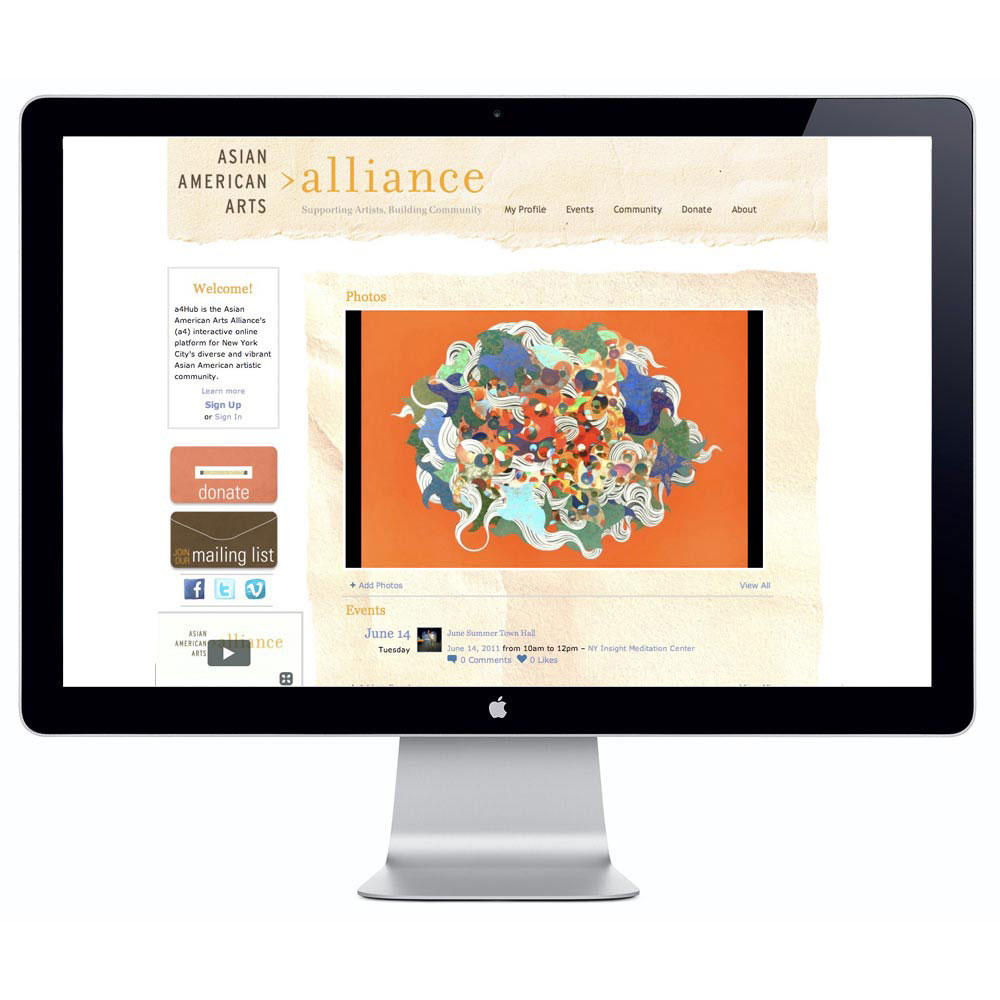 ASIAN
AMERICAN
ARTS
>alliance
Supporting Artists, Building Community
My Profile Events Community Donate About
Welcome!
a4Hub is the Asian
American Arts Alliance's
(a4) interactive online
platform for New York
City's diverse and vibrant
Asian American artistic
community.
Learn more
Sign Up
or Sign In
donate
JOIN
OUR
mailing list
ASIAN
AMERICAN
ARTS
alliance
Photos
+ Add Photos
View All
Events
June 14
Tuesday
June Summer Town Hall
June 14, 2011 from 10am to 12pm – NY Insight Meditation Center
0 Comments 0 Likes